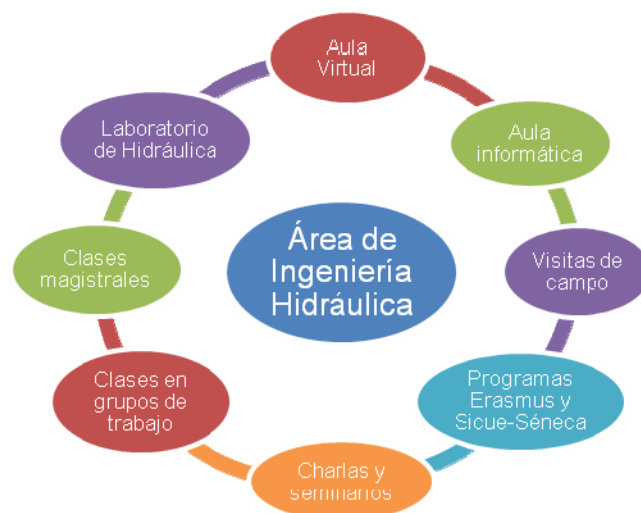 Aula
Virtual
Aula
informática
Visitas de
campo
Programas
Erasmus y
Sicue-Séneca
Charlas y
seminarios
Clases en
grupos de
trabajo
Clases
magistrales
Laboratorio
de Hidráulica
Área de
Ingeniería
Hidráulica